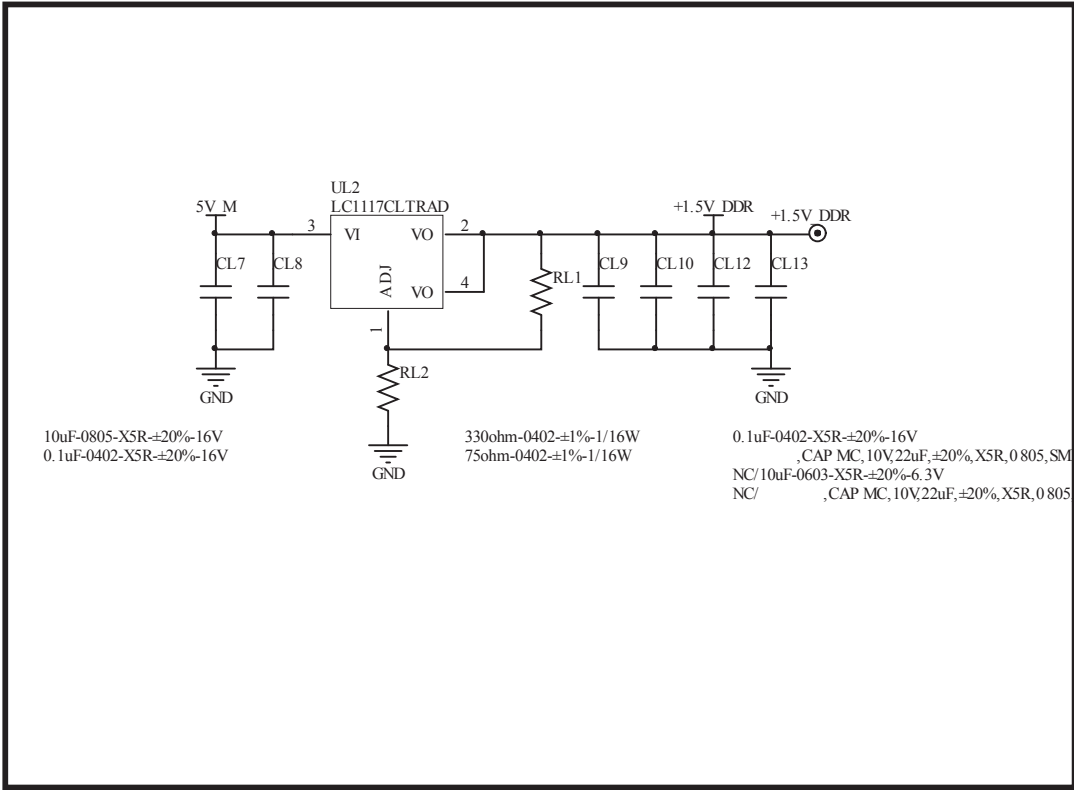 UL2
LC1117CLTRAD
5V_M
3
VI
VO
2
ADJ
VO
4
1
+1.5V_DDR
+1.5V_DDR
CL7
CL8
RL1
CL9
CL10
CL12
CL13
RL2
GND
GND
GND
10uF-0805-X5R-±20%-16V
0.1uF-0402-X5R-±20%-16V
330ohm-0402-±1%-1/16W
75ohm-0402-±1%-1/16W
0.1uF-0402-X5R-±20%-16V
,CAP MC,10V,22uF,±20%,X5R,0805,SM
NC/10uF-0603-X5R-±20%-6.3V
NC/ ,CAP MC,10V,22uF,±20%,X5R,0805,